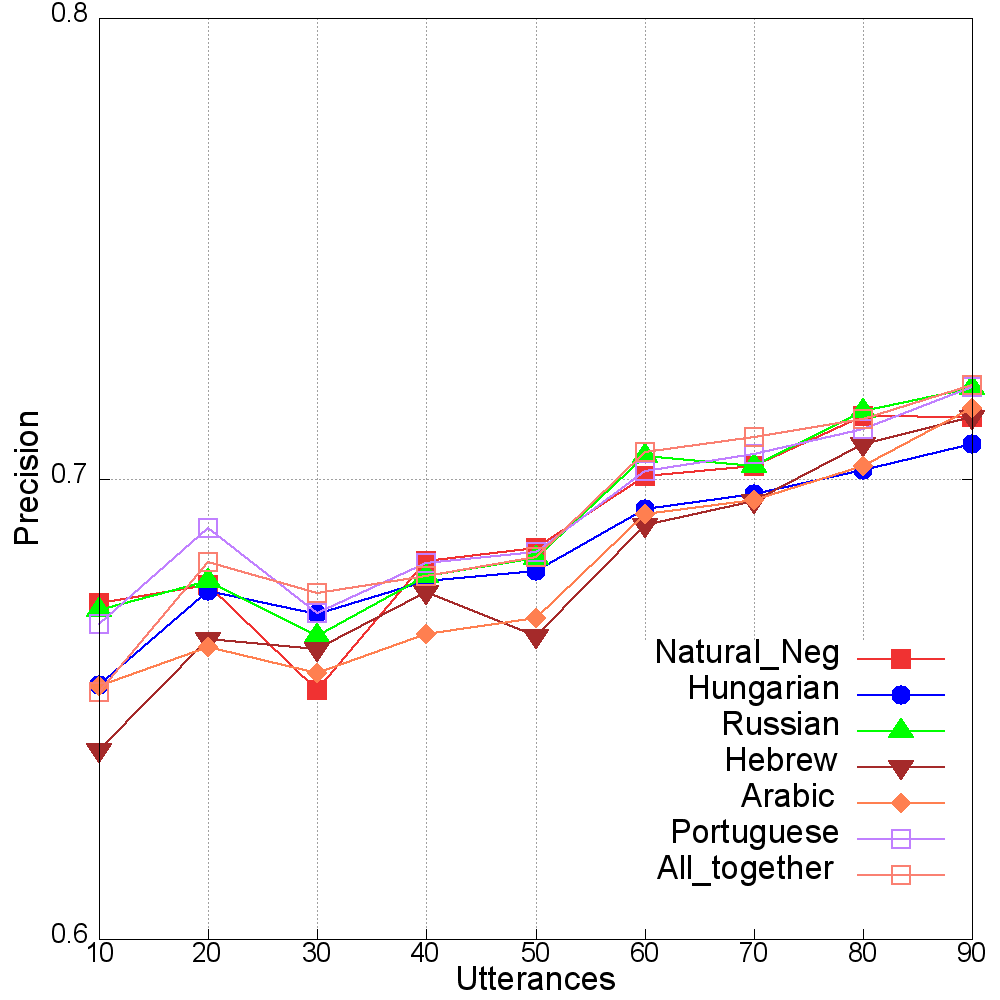 0.8
0.7
0.6
Precision
Natural_Neg
Hungarian
Russian
Hebrew
Arabic
Portuguese
All_together
10 20 30 40 50 60 70 80 90
Utterances